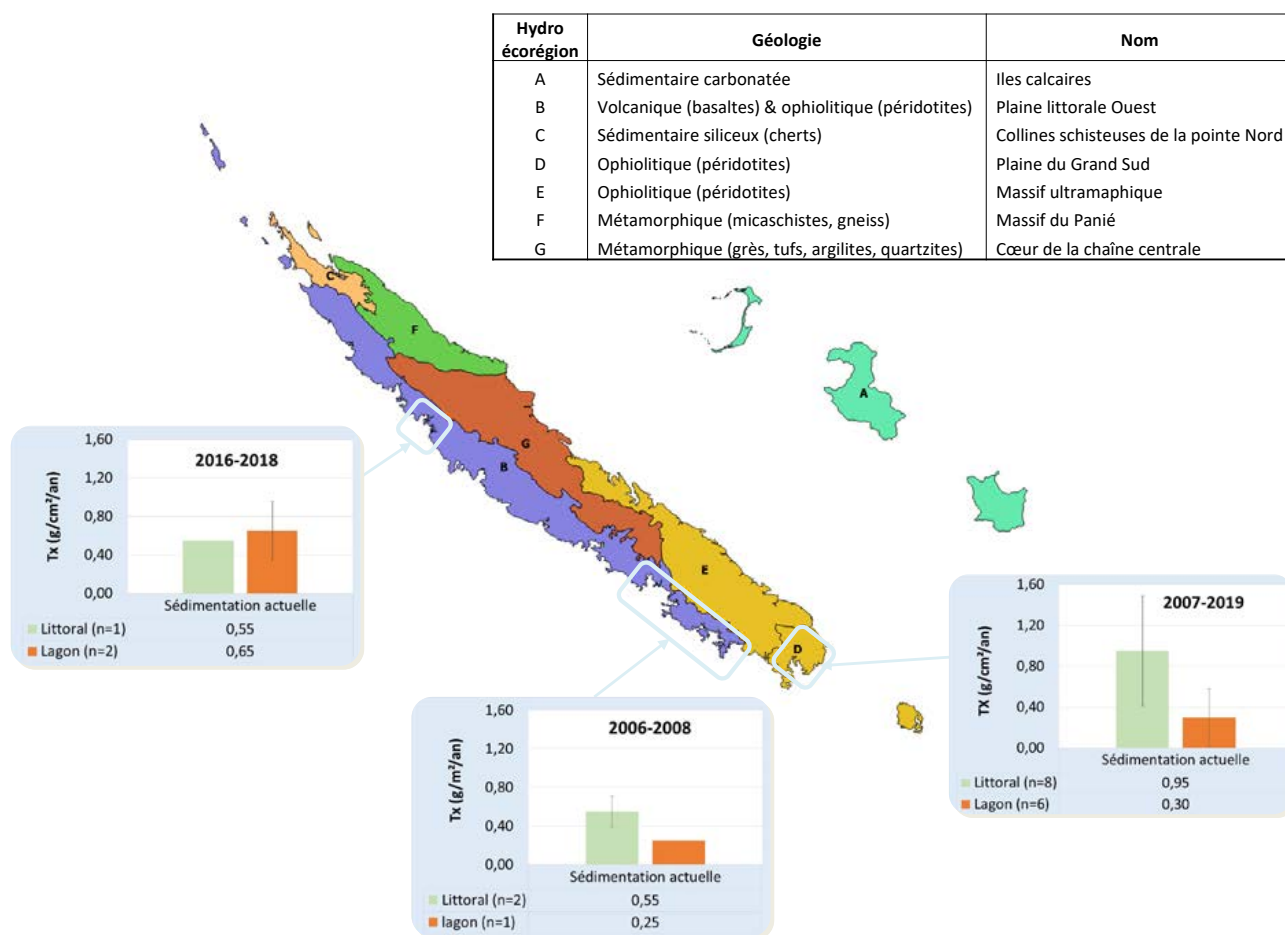 Hydro écorégion Géologie Nom
A Sédimentaire carbonatée Iles calcaires
B Volcanique (basaltes) & ophiolitique (péridotites) Plaine littorale Ouest
C Sédimentaire siliceux (cherts) Collines schisteuses de la pointe Nord
D Ophiolitique (péridotites) Plaine du Grand Sud
E Ophiolitique (péridotites) Massif ultramaphique
F Métamorphique (micaschistes, gneiss) Massif du Panié
G Métamorphique (grès, tufs, argilites, quartzites) Cœur de la chaîne centrale
C
F
A
G
B
E
D
2016-2018
Tx (g/cm²/an)
1,60
1,20
0,80
0,40
0,00
Sédimentation actuelle
Littoral (n=1) 0,55
Lagon (n=2) 0,65
2006-2008
Tx (g/m²/an)
1,60
1,20
0,80
0,40
0,00
Sédimentation actuelle
Littoral (n=2) 0,55
lagon (n=1) 0,25
2007-2019
TX (g/cm²/an)
1,60
1,20
0,80
0,40
0,00
Sédimentation actuelle
Littoral (n=8) 0,95
Lagon (n=6) 0,30